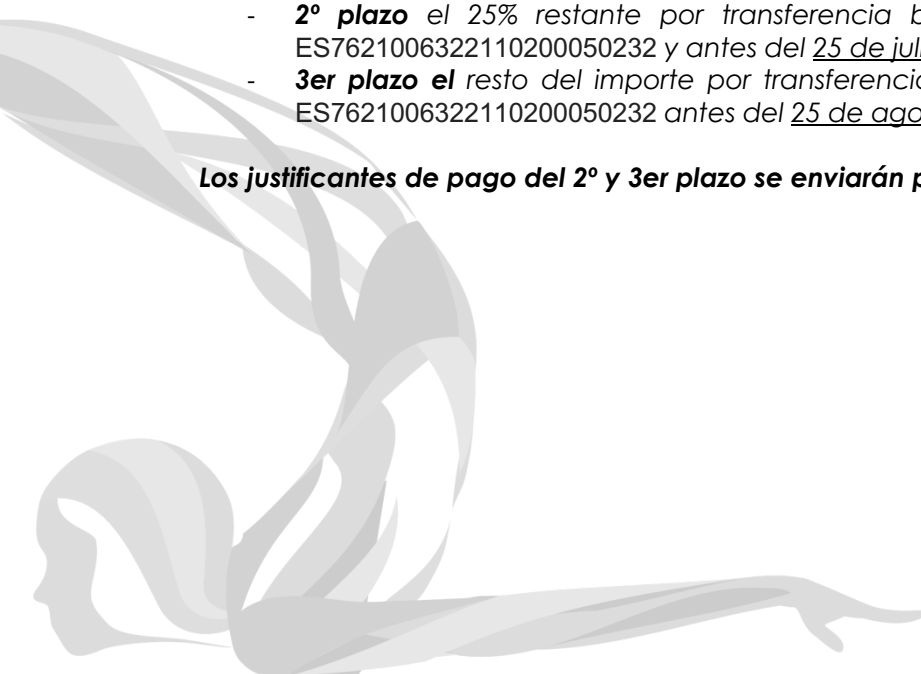 - 2º plazo el 25% restante por transferencia
ES7621006322110200050232 y antes del 25 de
- 3er plazo el resto del importe por
ES7621006322110200050232 antes del 25 de
Los justificantes de pago del 2º y 3er plazo se enviarán